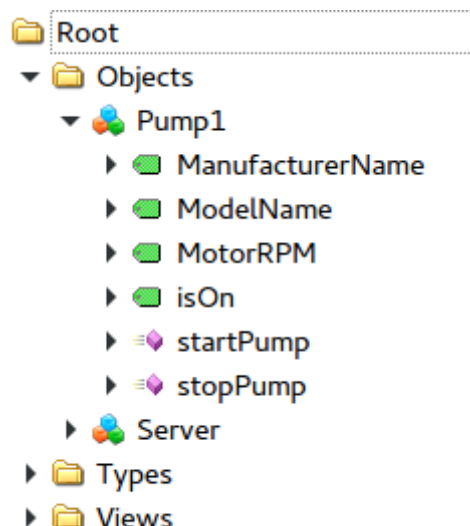 Root
Objects
Pump1
ManufacturerName
ModelName
MotorRPM
isOn
startPump
stopPump
Server
Types
Views